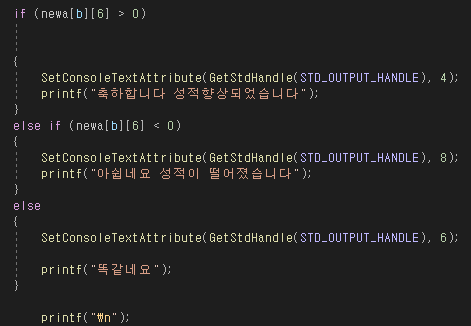 if (newa[b][6] > 0)
{
SetConsoleTextAttribute(GetStdHandle(STD_OUTPUT_HANDLE), 4);
printf("축하합니다 성적향상되었습니다");
}
else if (newa[b][6] < 0)
{
SetConsoleTextAttribute(GetStdHandle(STD_OUTPUT_HANDLE), 8);
printf("아쉽네요 성적이 떨어졌습니다");
}
else
{
SetConsoleTextAttribute(GetStdHandle(STD_OUTPUT_HANDLE), 6);
printf("똑같네요");
}
printf("₩n");